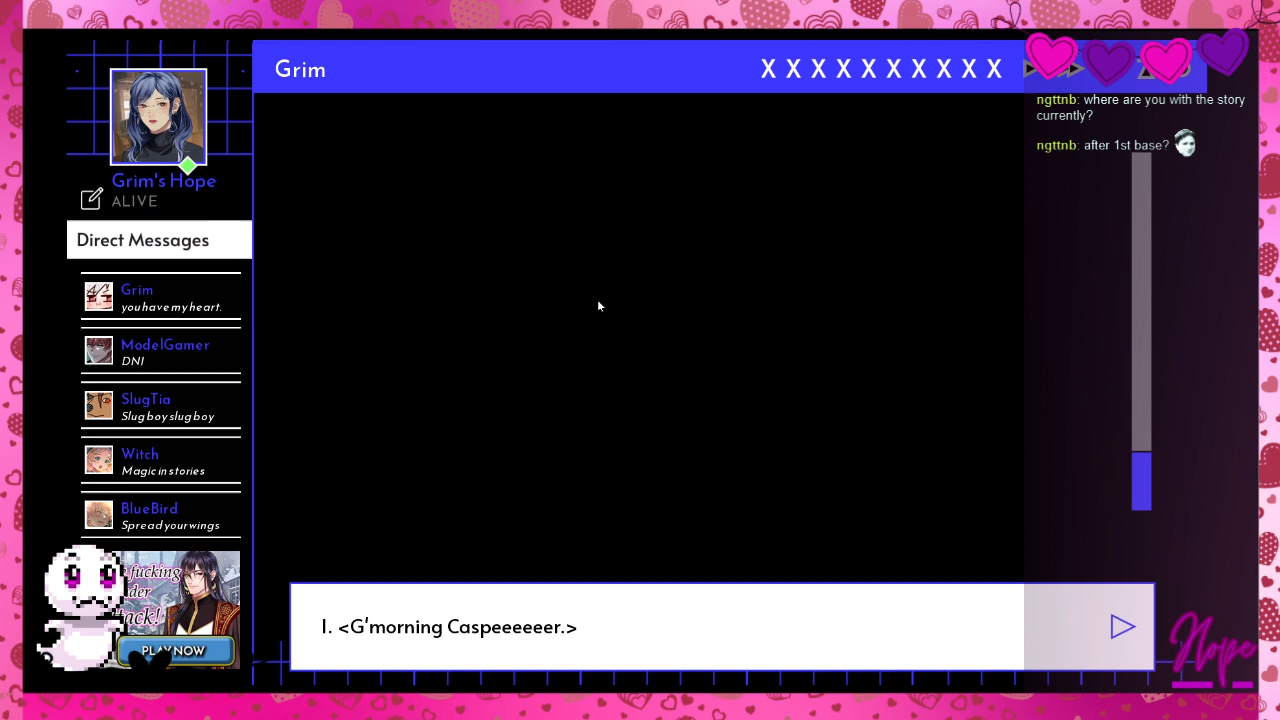 Grim
X X X X X X X X X X
ngttnb: where are you with the story
currently?
ngttnb: after 1st base?
Grim's Hope
ALIVE
Direct Messages
Grim
you have my heart.
ModelGamer
DNI
SlugTia
Slug boy slug boy
Witch
Magic in stories
BlueBird
Spread your wings
fucking
der
tack!
PLAY NOW
1. <G'morning Caspeeeeeer.>
Hope